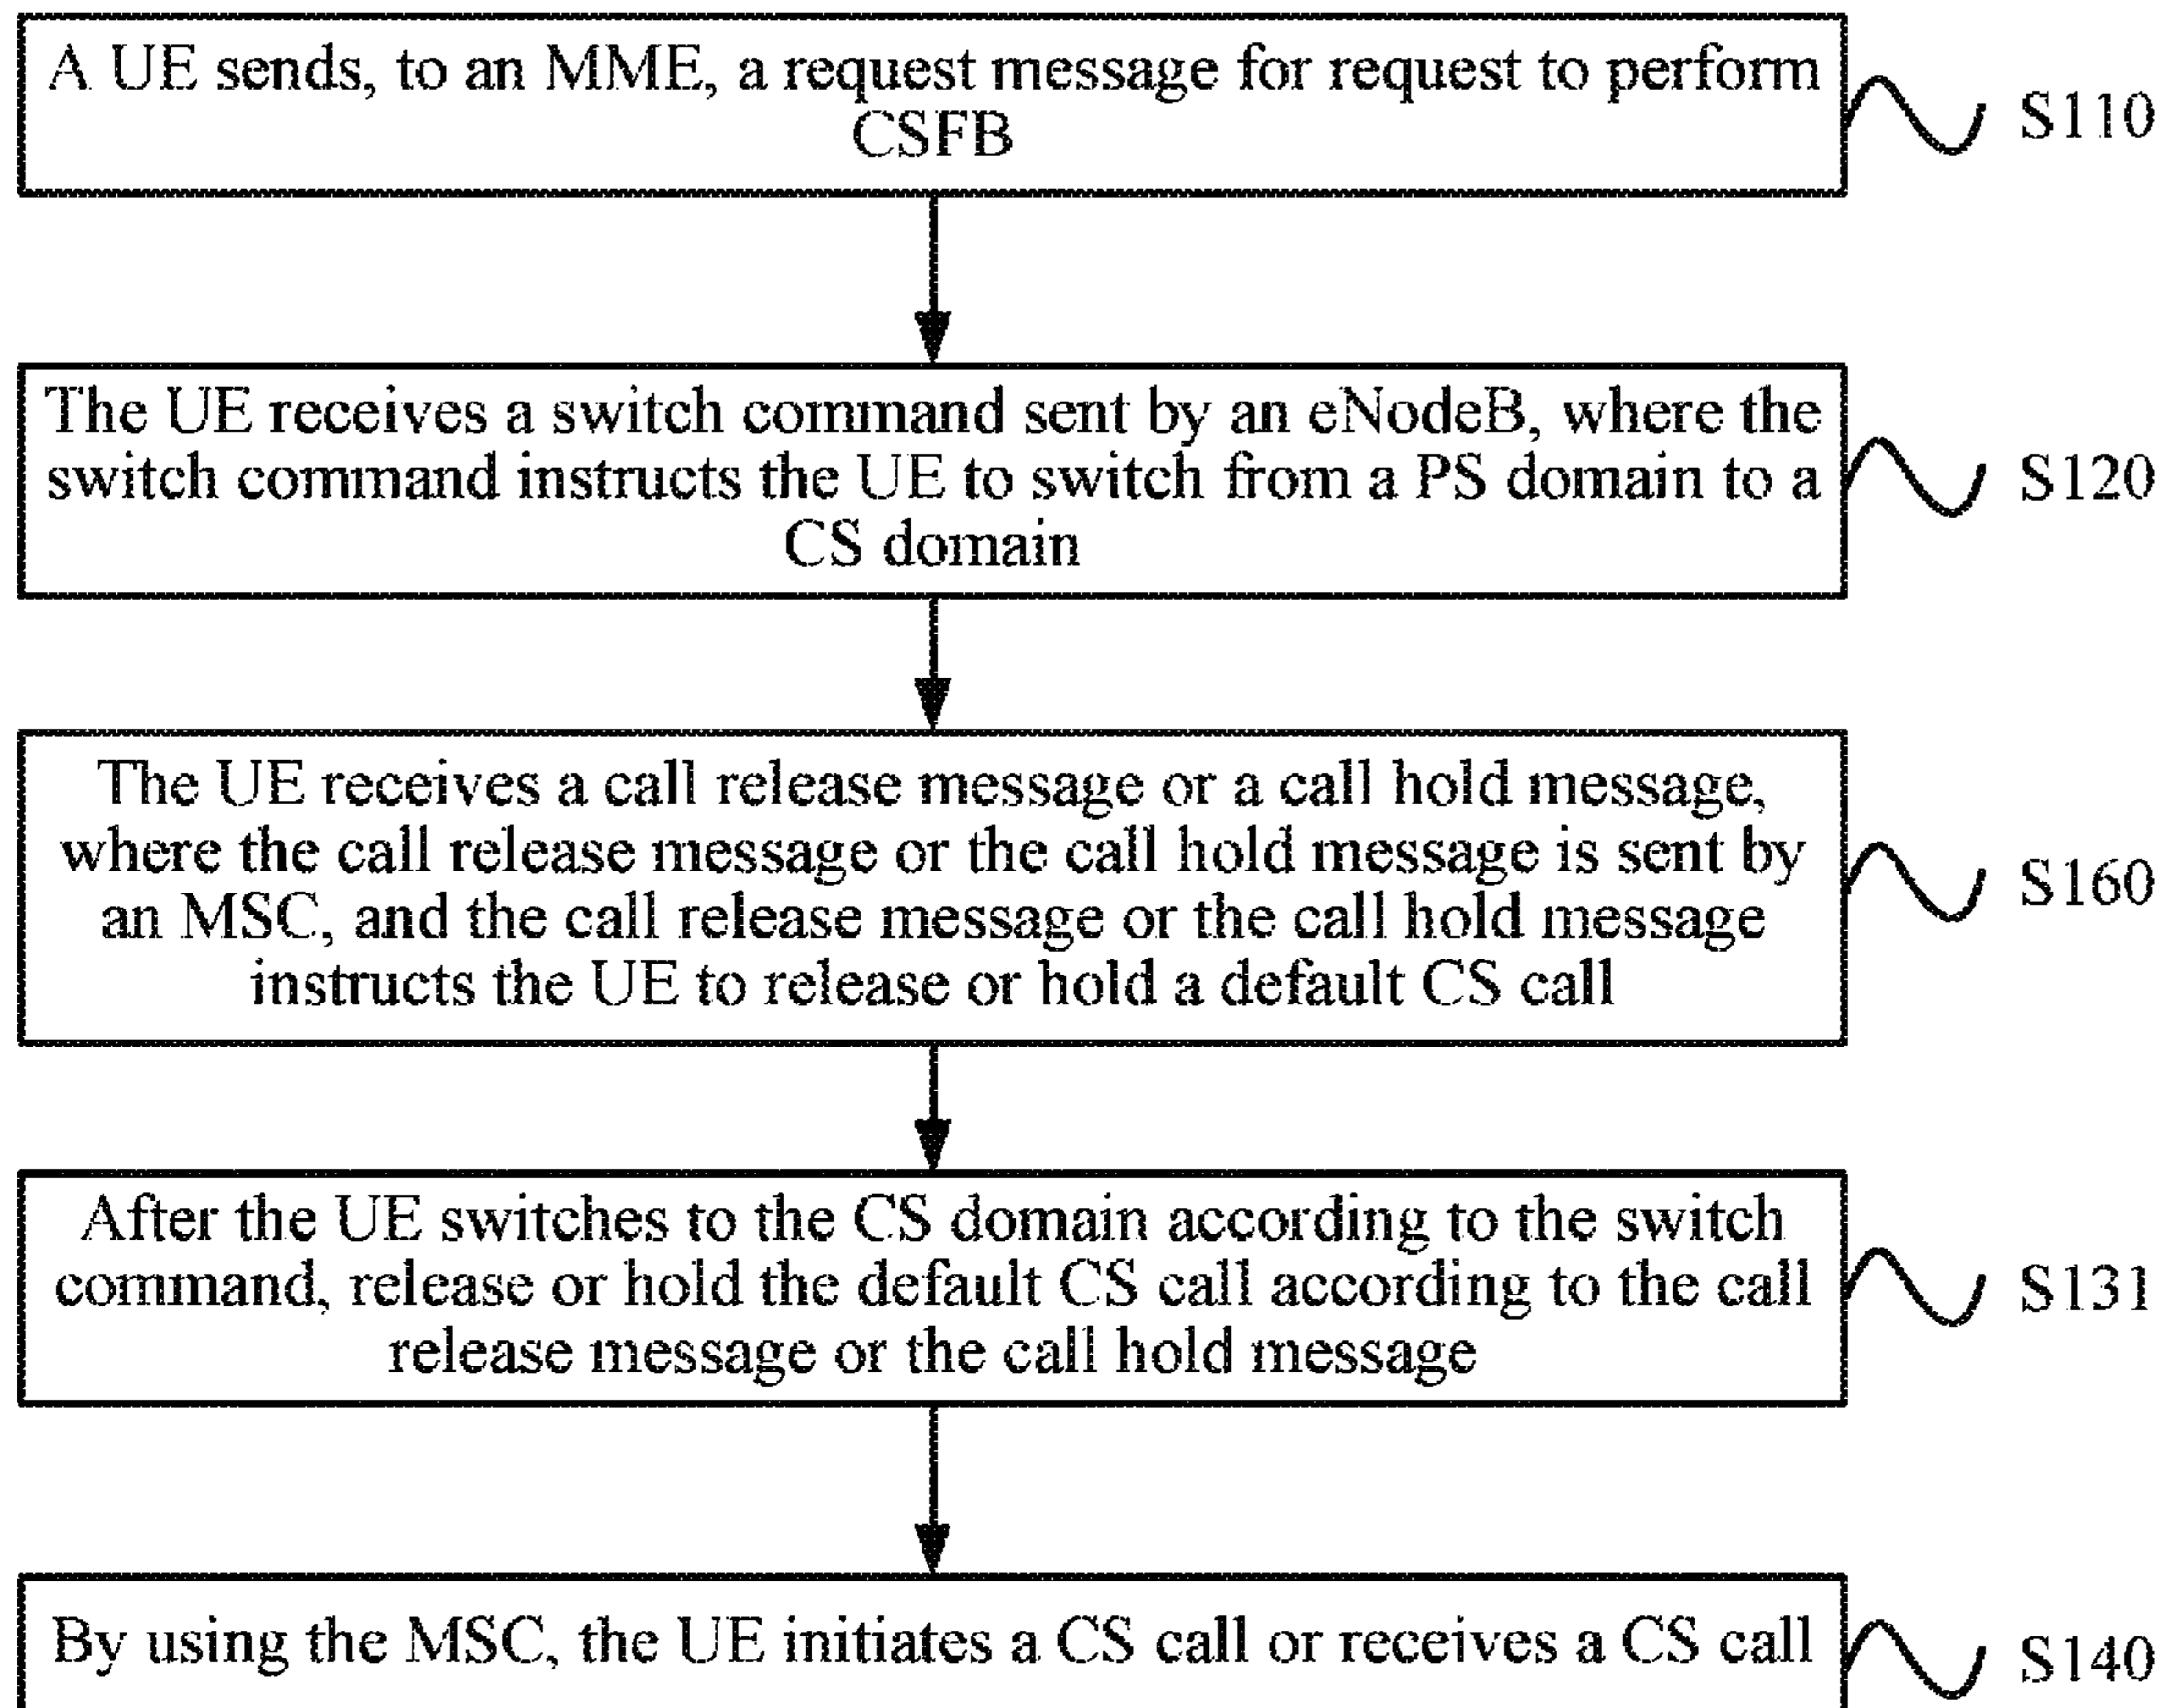 A UE sends, to an MME, a request message for request to perform
CSFB
S110
The UE receives a switch command sent by an eNodeB, where the
switch command instructs the UE to switch from a PS domain to a
CS domain
S120
The UE receives a call release message or a call hold message,
where the call release message or the call hold message is sent by
an MSC, and the call release message or the call hold message
instructs the UE to release or hold a default CS call
S160
After the UE switches to the CS domain according to the switch
command, release or hold the default CS call according to the call
release message or the call hold message
S131
By using the MSC, the UE initiates a CS call or receives a CS call
S140